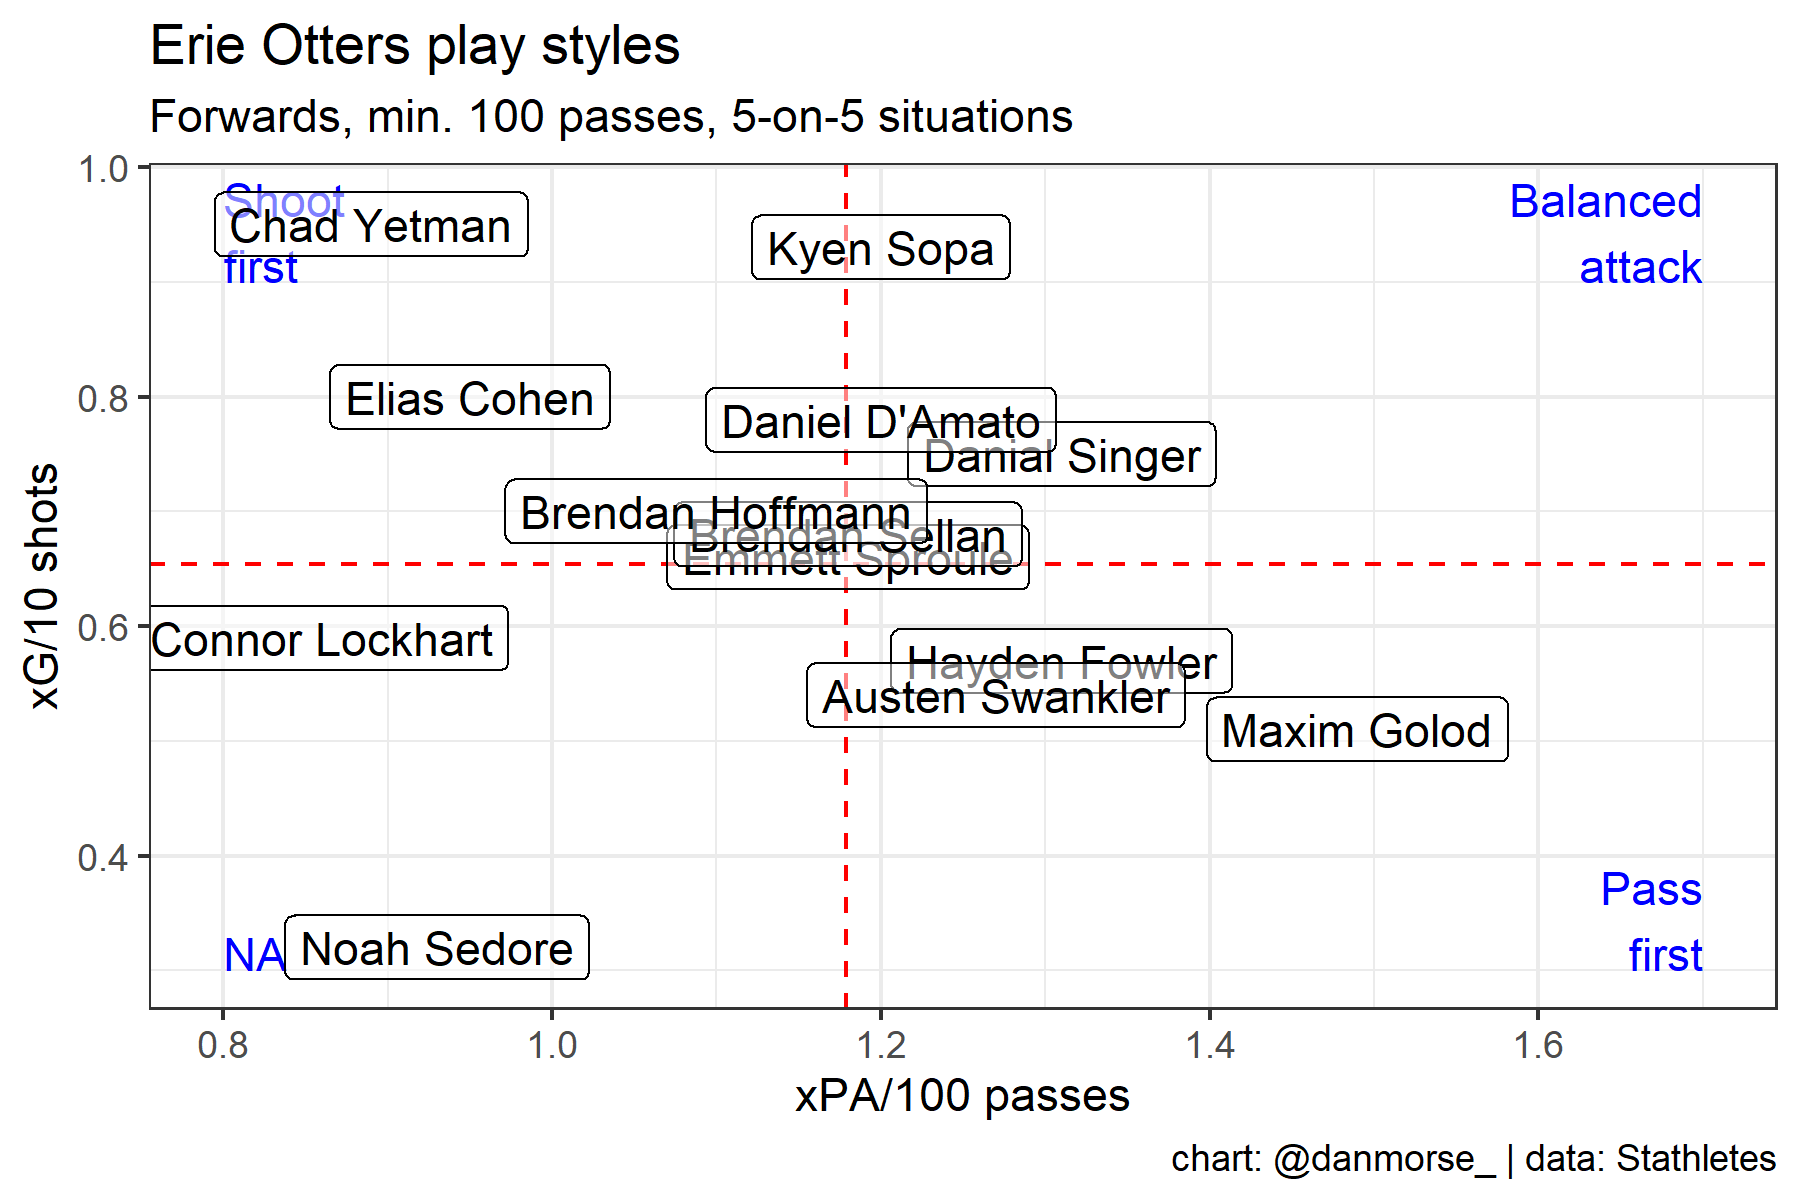 Erie Otters play styles
Forwards, min. 100 passes, 5-on-5 situations
xG/10 shots
1.0
0.8
0.6
0.4
Shoot
first
Balanced
attack
Chad Yetman
Kyen Sopa
Elias Cohen
Daniel D'Amato
Danial Singer
Brendan Hoffmann
Brendan Sellan
Emmett Sproule
Connor Lockhart
Hayden Fowler
Austen Swankler
Maxim Golod
Pass
first
NA
Noah Sedore
0.8
1.0
1.2
1.4
1.6
xPA/100 passes
chart: @danmorse_ | data: Stathletes